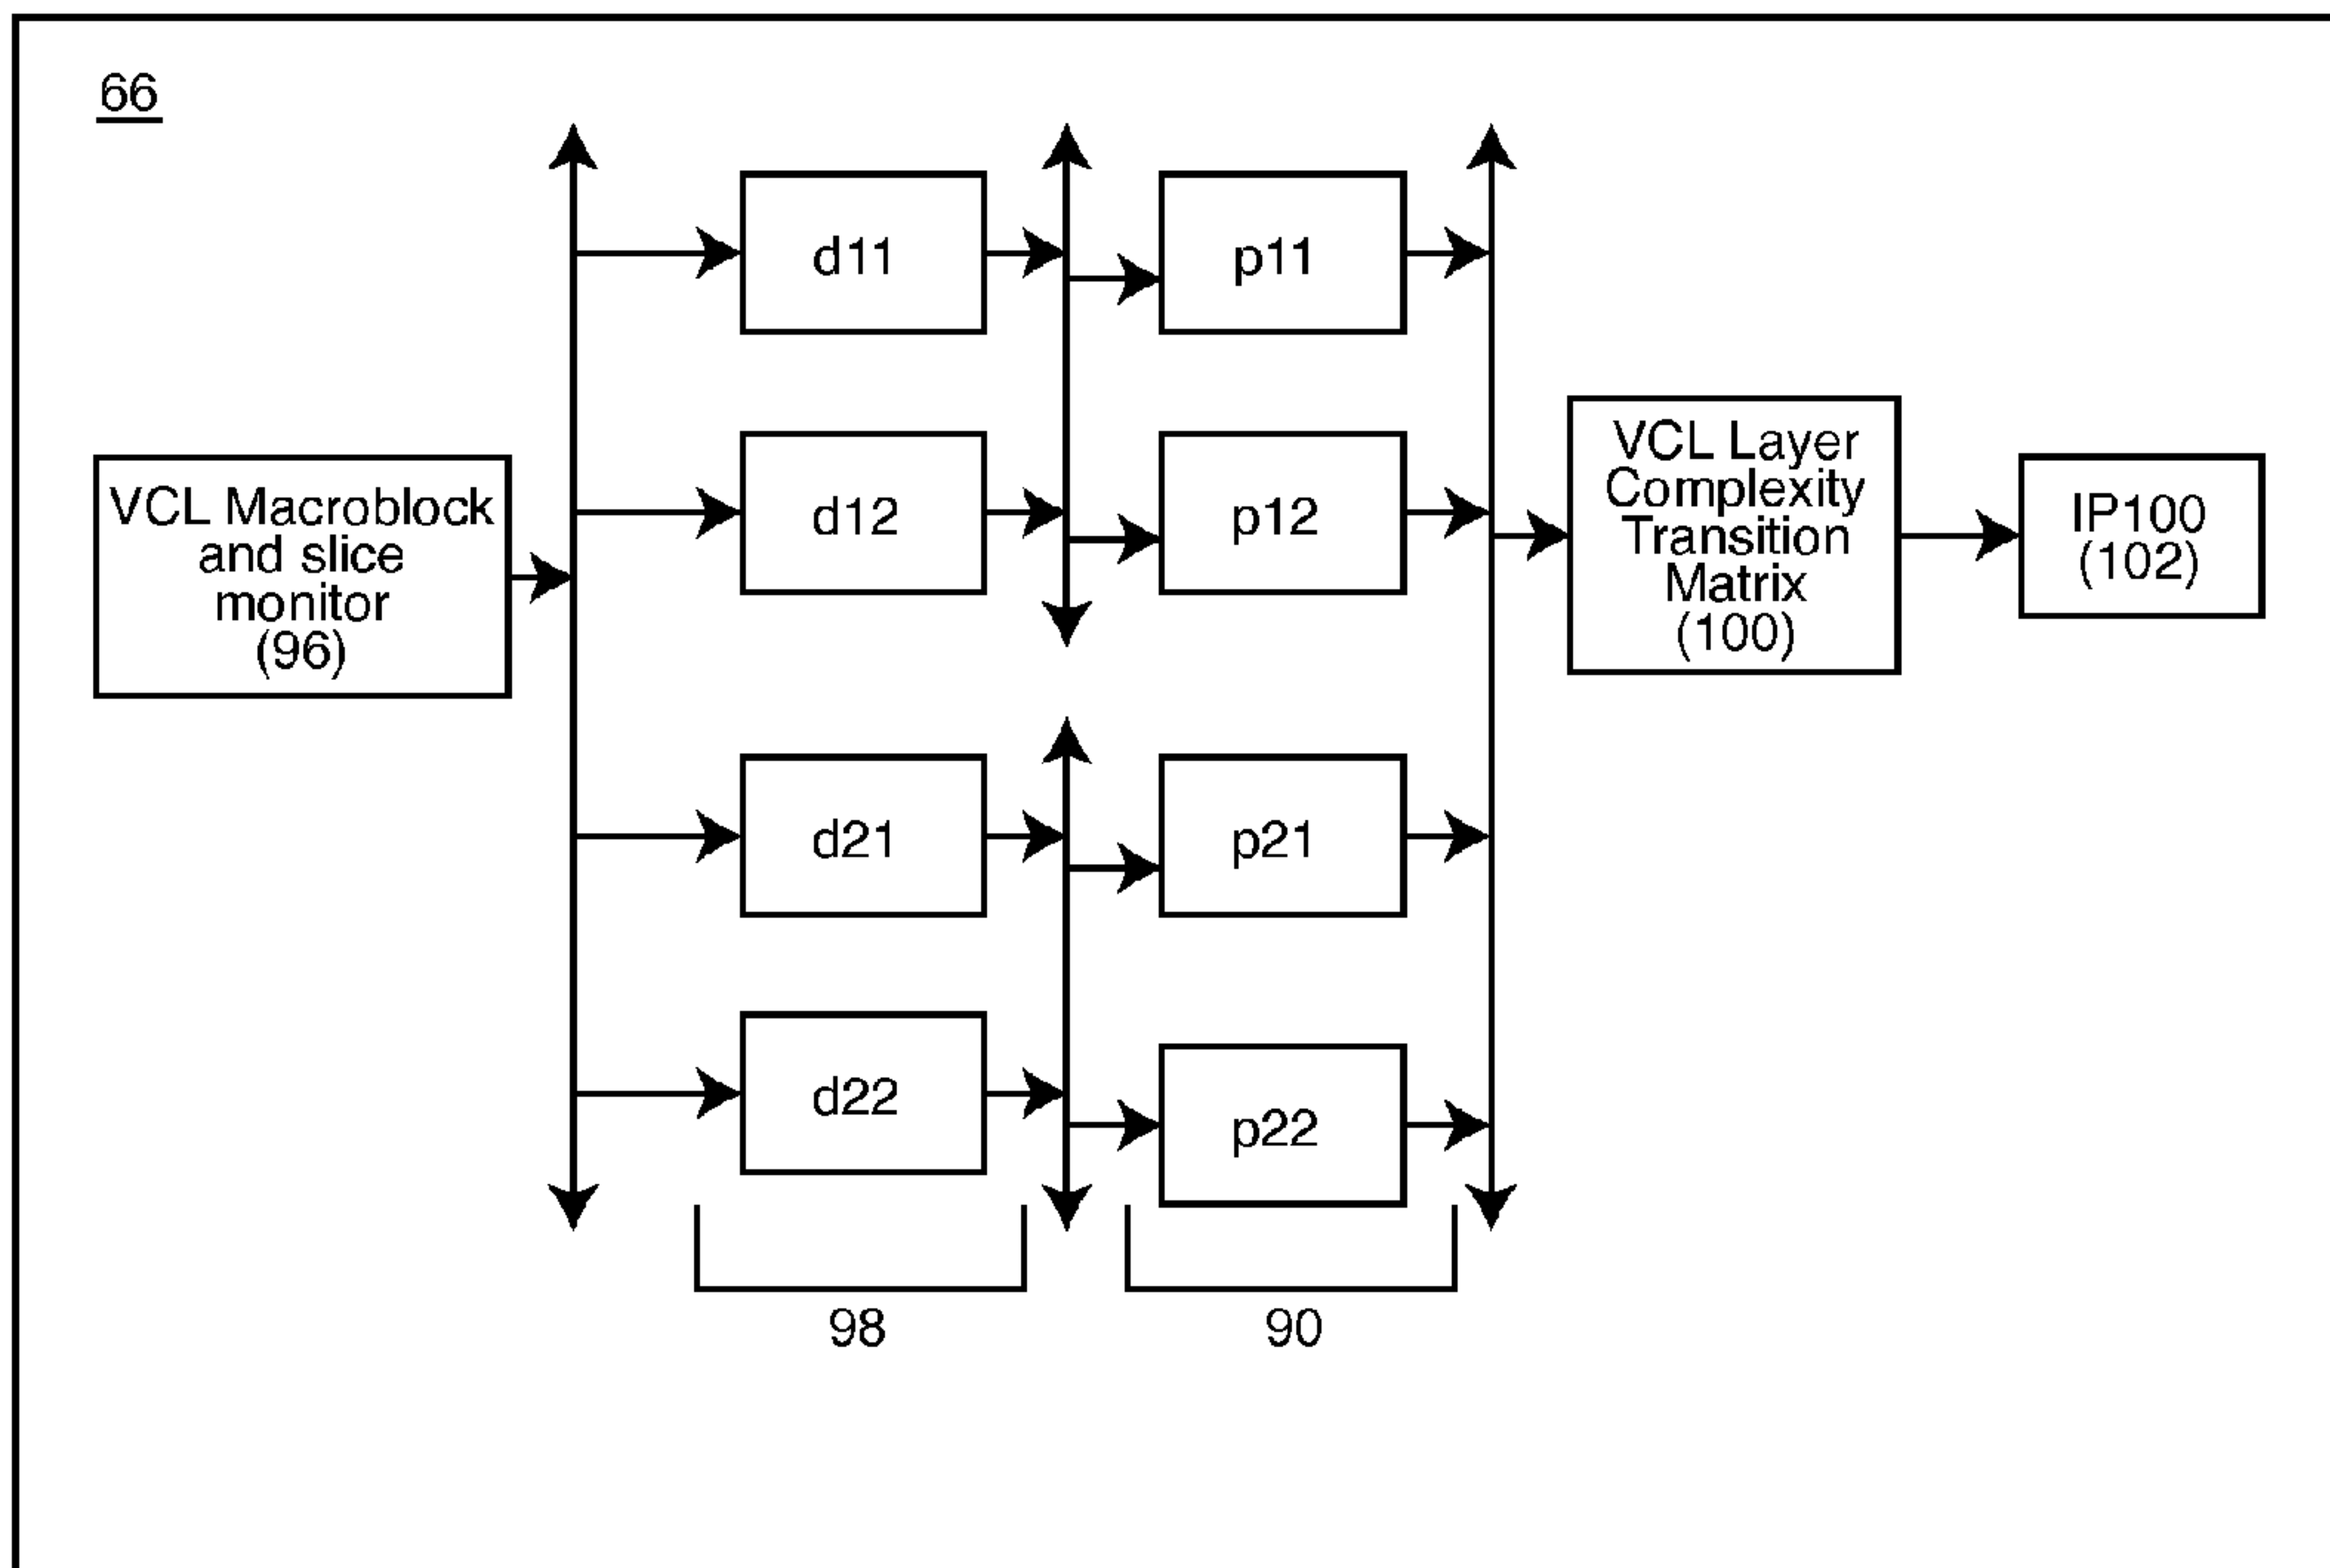 66
VCL Macroblock
and slice
monitor
(96)
d11
p11
d12
p12
d21
p21
d22
p22
VCL Layer
Complexity
Transition
Matrix
(100)
IP100
(102)
98
90